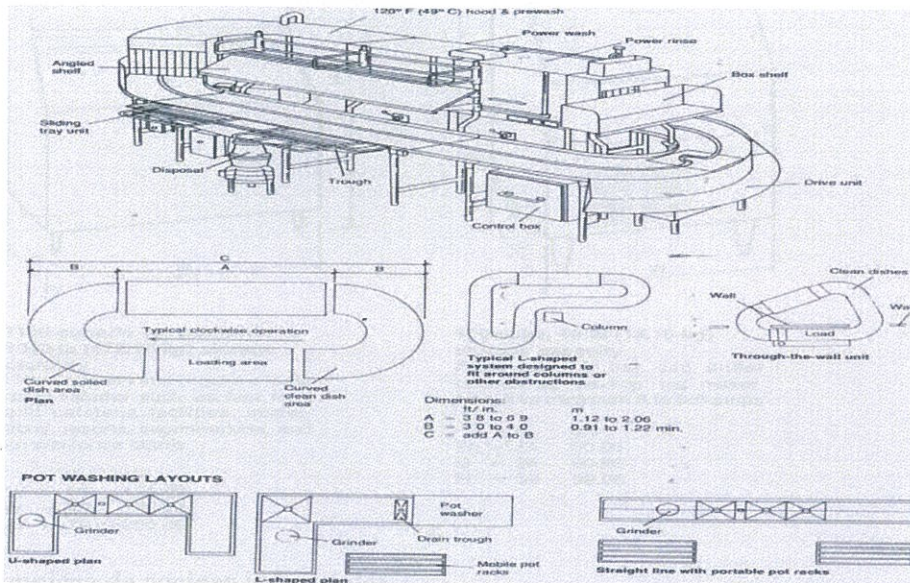 120° F (49° C) hood & prewash
Power wash
Power rinse
Angled shelf
Box shelf
Sliding tray unit
Disposal
Trough
Drive unit
Control box
C
B
A
B
Clean dishes
Wall
Typical clockwise operation
Column
Load
Loading area
Through-the-wall unit
Curved soiled
dish area
Curved
clean dish
area
Plan
Typical L-shaped
system designed to
fit around columns or
other obstructions
Dimensions:
ft/ in. m
A = 3 8 to 6 9 1.12 to 2.06
B = 3 0 to 4 0 0.91 to 1.22 min.
C = add A to B
POT WASHING LAYOUTS
Grinder
U-shaped plan
Pot
washer
Grinder
Drain trough
L-shaped plan
Mobile pot
racks
Grinder
Straight line with portable pot racks